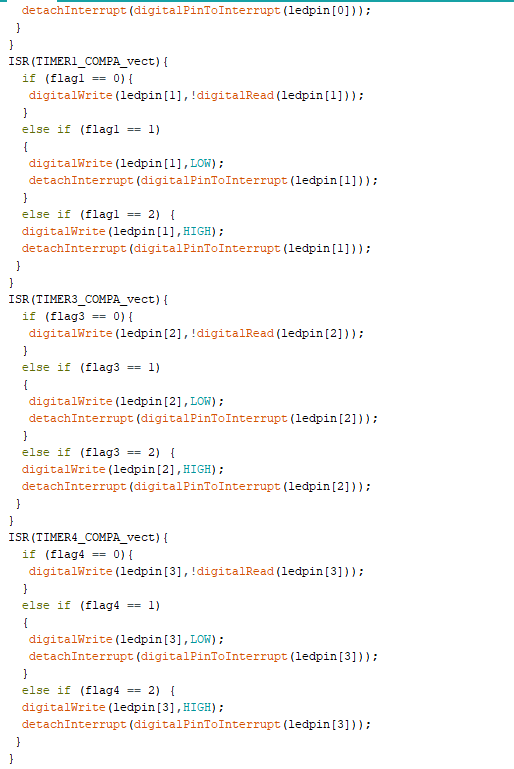 detachInterrupt(digitalPinToInterrupt(ledpin[0]));
}
}
ISR(TIMER1_COMPA_vect){
if (flag1 == 0){
digitalWrite(ledpin[1],!digitalRead(ledpin[1]));
}
else if (flag1 == 1)
{
digitalWrite(ledpin[1],LOW);
detachInterrupt(digitalPinToInterrupt(ledpin[1]));
}
else if (flag1 == 2) {
digitalWrite(ledpin[1],HIGH);
detachInterrupt(digitalPinToInterrupt(ledpin[1]));
}
}
ISR(TIMER3_COMPA_vect){
if (flag3 == 0){
digitalWrite(ledpin[2],!digitalRead(ledpin[2]));
}
else if (flag3 == 1)
{
digitalWrite(ledpin[2],LOW);
detachInterrupt(digitalPinToInterrupt(ledpin[2]));
}
else if (flag3 == 2) {
digitalWrite(ledpin[2],HIGH);
detachInterrupt(digitalPinToInterrupt(ledpin[2]));
}
}
ISR(TIMER4_COMPA_vect){
if (flag4 == 0){
digitalWrite(ledpin[3],!digitalRead(ledpin[3]));
}
else if (flag4 == 1)
{
digitalWrite(ledpin[3],LOW);
detachInterrupt(digitalPinToInterrupt(ledpin[3]));
}
else if (flag4 == 2) {
digitalWrite(ledpin[3],HIGH);
detachInterrupt(digitalPinToInterrupt(ledpin[3]));
}
}